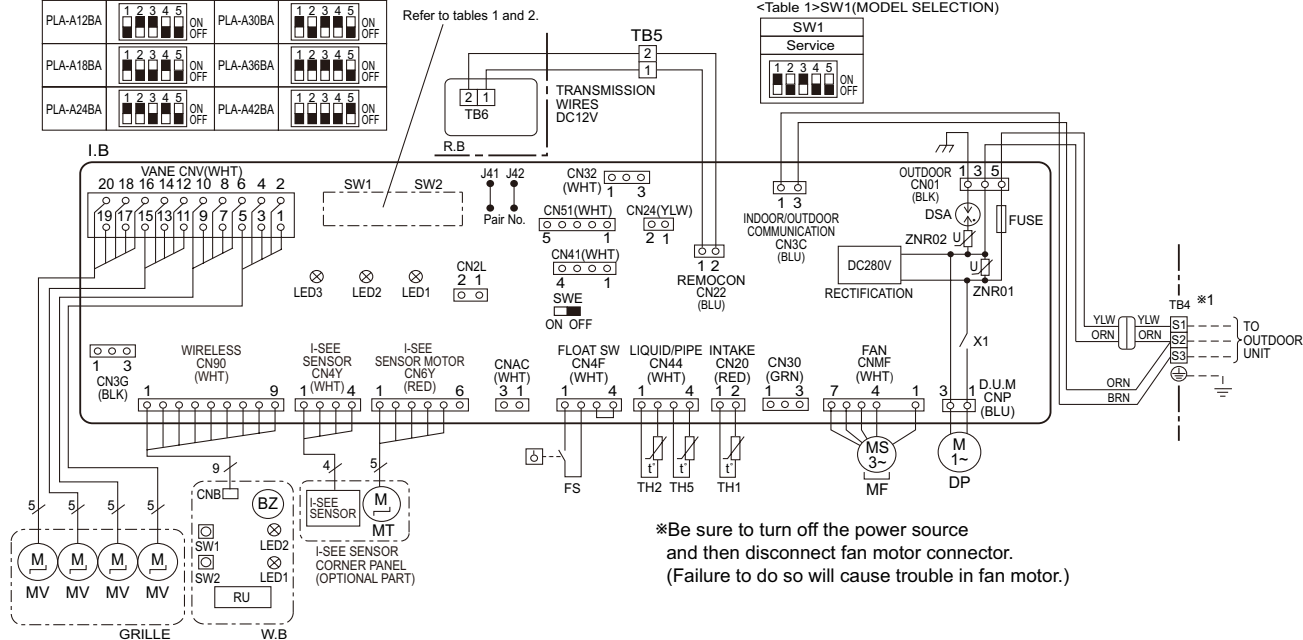 <Table 1>SW1(MODEL SELECTION)
PLA-A12BA
1 2 3 4 5
ON
OFF
PLA-A30BA
1 2 3 4 5
ON
OFF
PLA-A18BA
1 2 3 4 5
ON
OFF
PLA-A36BA
1 2 3 4 5
ON
OFF
PLA-A24BA
1 2 3 4 5
ON
OFF
PLA-A42BA
1 2 3 4 5
ON
OFF
Refer to tables 1 and 2.
SW1
Service
1 2 3 4 5
ON
OFF
TB5
2
1
TRANSMISSION
WIRES
DC12V
2 1
TB6
R.B
I.B
VANE CNV(WHT)
20 18 16 14 12 10 8 6 4 2
19 17 15 13 11 9 7 5 3 1
SW1 SW2
J41 J42
Pair No.
CN32
(WHT)
1 3
CN51(WHT)
5 1
CN24(YLW)
2 1
CN41(WHT)
4 1
SWE
ON OFF
1 2
REMOCON
CN22
(BLU)
1 3
INDOOR/OUTDOOR
COMMUNICATION
CN3C
(BLU)
OUTDOOR
CN01
(BLK)
1 3 5
DSA
FUSE
ZNR02
U
DC280V
RECTIFICATION
U
ZNR01
X1
LED3
LED2
LED1
CN2L
2 1
1 3
CN3G
(BLK)
WIRELESS
CN90
(WHT)
1 9
I-SEE
SENSOR
CN4Y
(WHT)
1 4
I-SEE
SENSOR MOTOR
CN6Y
(RED)
1 6
CNAC
(WHT)
3 1
FLOAT SW
CN4F
(WHT)
1 4
LIQUID/PIPE
CN44
(WHT)
1 4
INTAKE
CN20
(RED)
1 2
CN30
(GRN)
1 3
FAN
CNMF
(WHT)
7 4 1
D.U.M
CNP
(BLU)
3 1
TB4 ※1
YLW
YLW
S1
ORN
ORN
S2
S3
TO
OUTDOOR
UNIT
ORN
BRN
5
5
5
5
M
M
M
M
MV
MV
MV
MV
GRILLE
9
CNB
BZ
SW1
LED2
SW2
LED1
RU
W.B
4
5
I-SEE
SENSOR
M
MT
I-SEE SENSOR
CORNER PANEL
(OPTIONAL PART)
FS
t°
t°
TH2
TH5
t°
TH1
MS
3~
MF
M
1~
DP
※Be sure to turn off the power source
and then disconnect fan motor connector.
(Failure to do so will cause trouble in fan motor.)